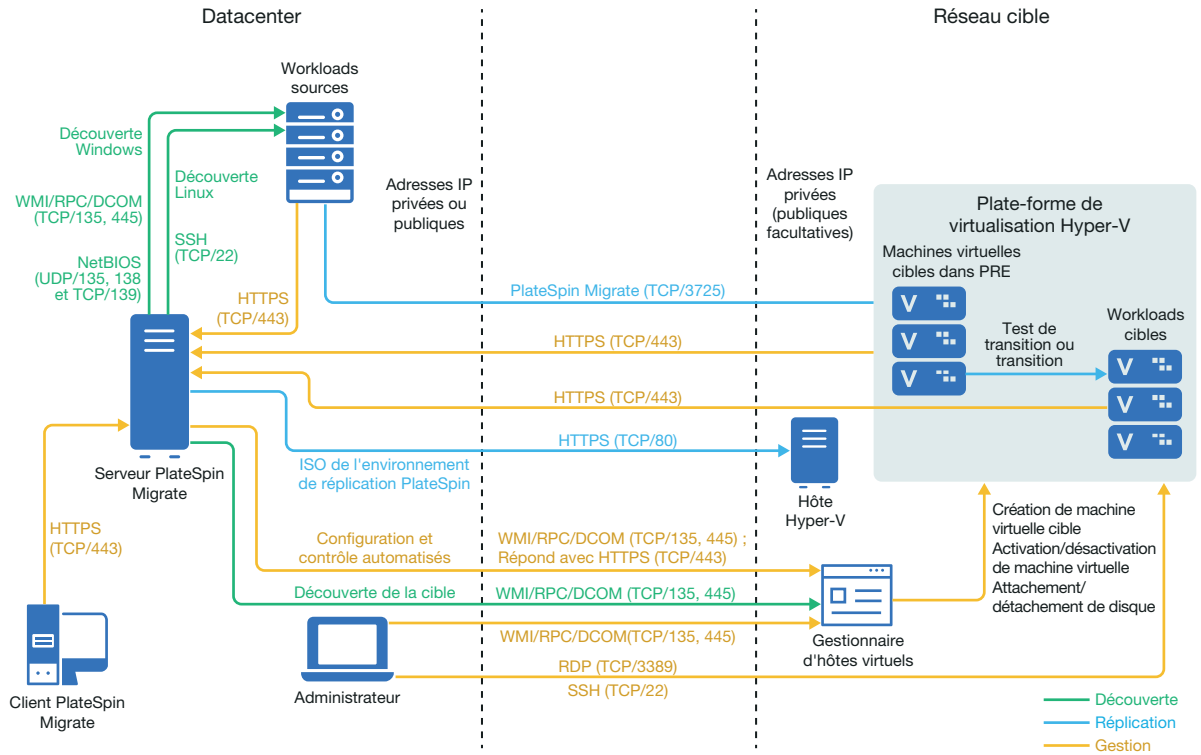 Datacenter
Réseau cible
Workloads
sources
Découverte
Windows
WMI/RPC/DCOM
(TCP/135, 445)
NetBIOS
(UDP/135, 138
et TCP/139)
Découverte
Linux
SSH
(TCP/22)
HTTPS
(TCP/443)
Adresses IP
privées ou
publiques
Adresses IP
privées
(publiques
facultatives)
Plate-forme de
virtualisation Hyper-V
Machines virtuelles
cibles dans PRE
V
V
V
Test de
transition ou
transition
Workloads
cibles
V
V
V
PlateSpin Migrate (TCP/3725)
HTTPS (TCP/443)
HTTPS (TCP/443)
HTTPS (TCP/80)
ISO de l'environnement
de réplication PlateSpin
Serveur PlateSpin
Migrate
Hôte
Hyper-V
HTTPS
(TCP/443)
Configuration et
contrôle automatisés
WMI/RPC/DCOM (TCP/135, 445) ;
Répond avec HTTPS (TCP/443)
Création de machine
virtuelle cible
Activation/désactivation
de machine virtuelle
Attachement/
détachement de disque
Découverte de la cible
WMI/RPC/DCOM (TCP/135, 445)
WMI/RPC/DCOM(TCP/135, 445)
Gestionnaire
d'hôtes virtuels
RDP (TCP/3389)
SSH (TCP/22)
Administrateur
Client PlateSpin
Migrate
Découverte
Réplication
Gestion